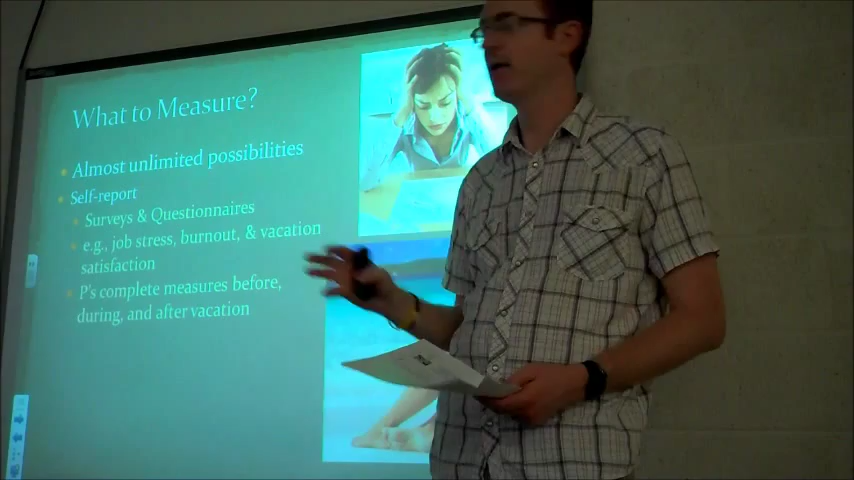 What to Measure?
Almost unlimited possibilities
Self-report
Surveys & Questionnaires
e.g., job stress, burnout, & vacation
satisfaction
P's complete measures before,
during, and after vacation